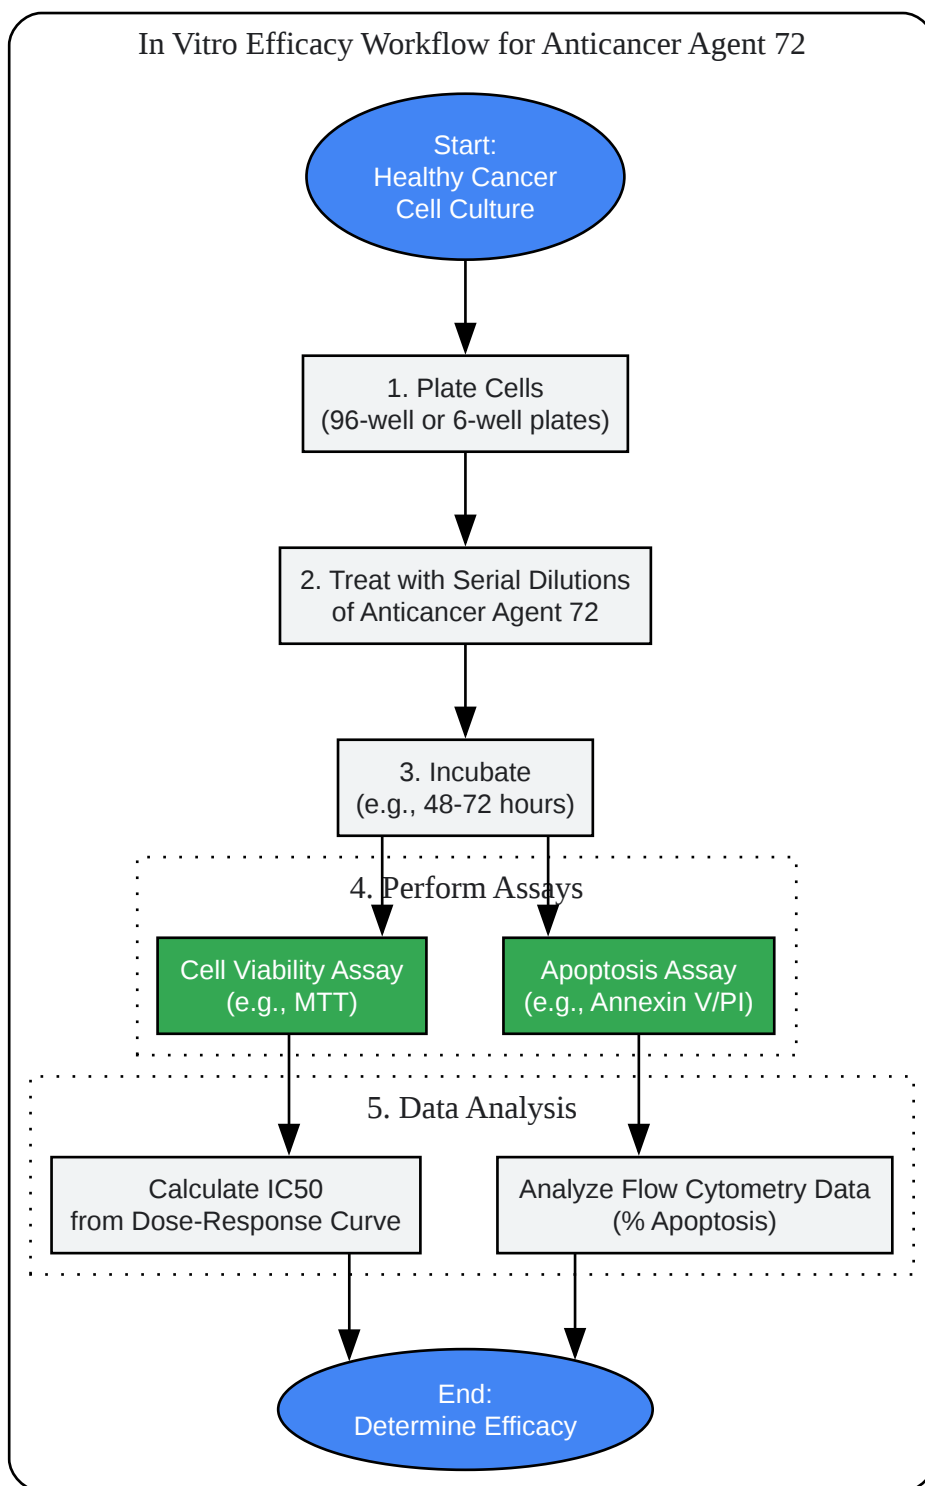 In Vitro Efficacy Workflow for Anticancer Agent 72
Start:
Healthy Cancer
Cell Culture
1. Plate Cells
(96-well or 6-well plates)
2. Treat with Serial Dilutions
of Anticancer Agent 72
3. Incubate
(e.g., 48-72 hours)
4. Perform Assays
Cell Viability Assay
(e.g., MTT)
Apoptosis Assay
(e.g., Annexin V/PI)
5. Data Analysis
Calculate IC50
from Dose-Response Curve
Analyze Flow Cytometry Data
(% Apoptosis)
End:
Determine Efficacy